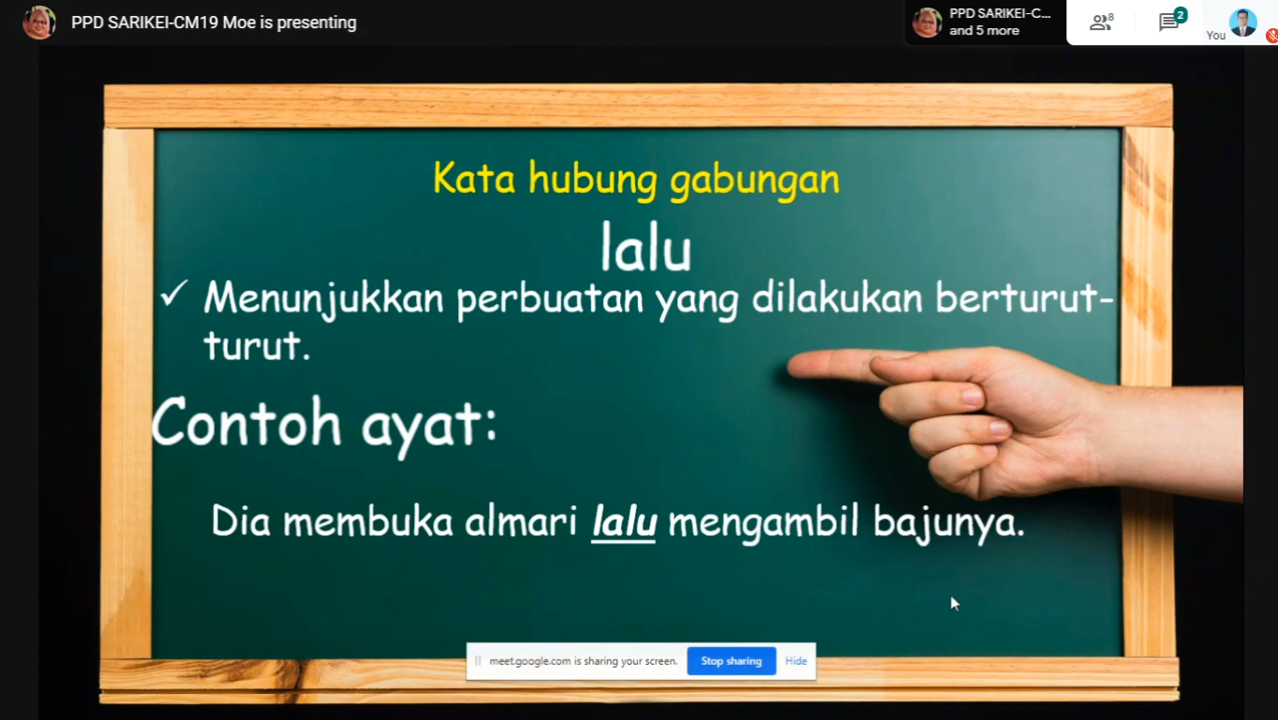 PPD SARIKEI-CM19 Moe is presenting
PPD SARIKEI-C...
and 5 more
8
2
You
Kata hubung gabungan
lalu
✓ Menunjukkan perbuatan yang dilakukan berturut-
turut.
Contoh ayat:
Dia membuka almari lalu mengambil bajunya.
meet.google.com is sharing your screen.
Stop sharing
Hide